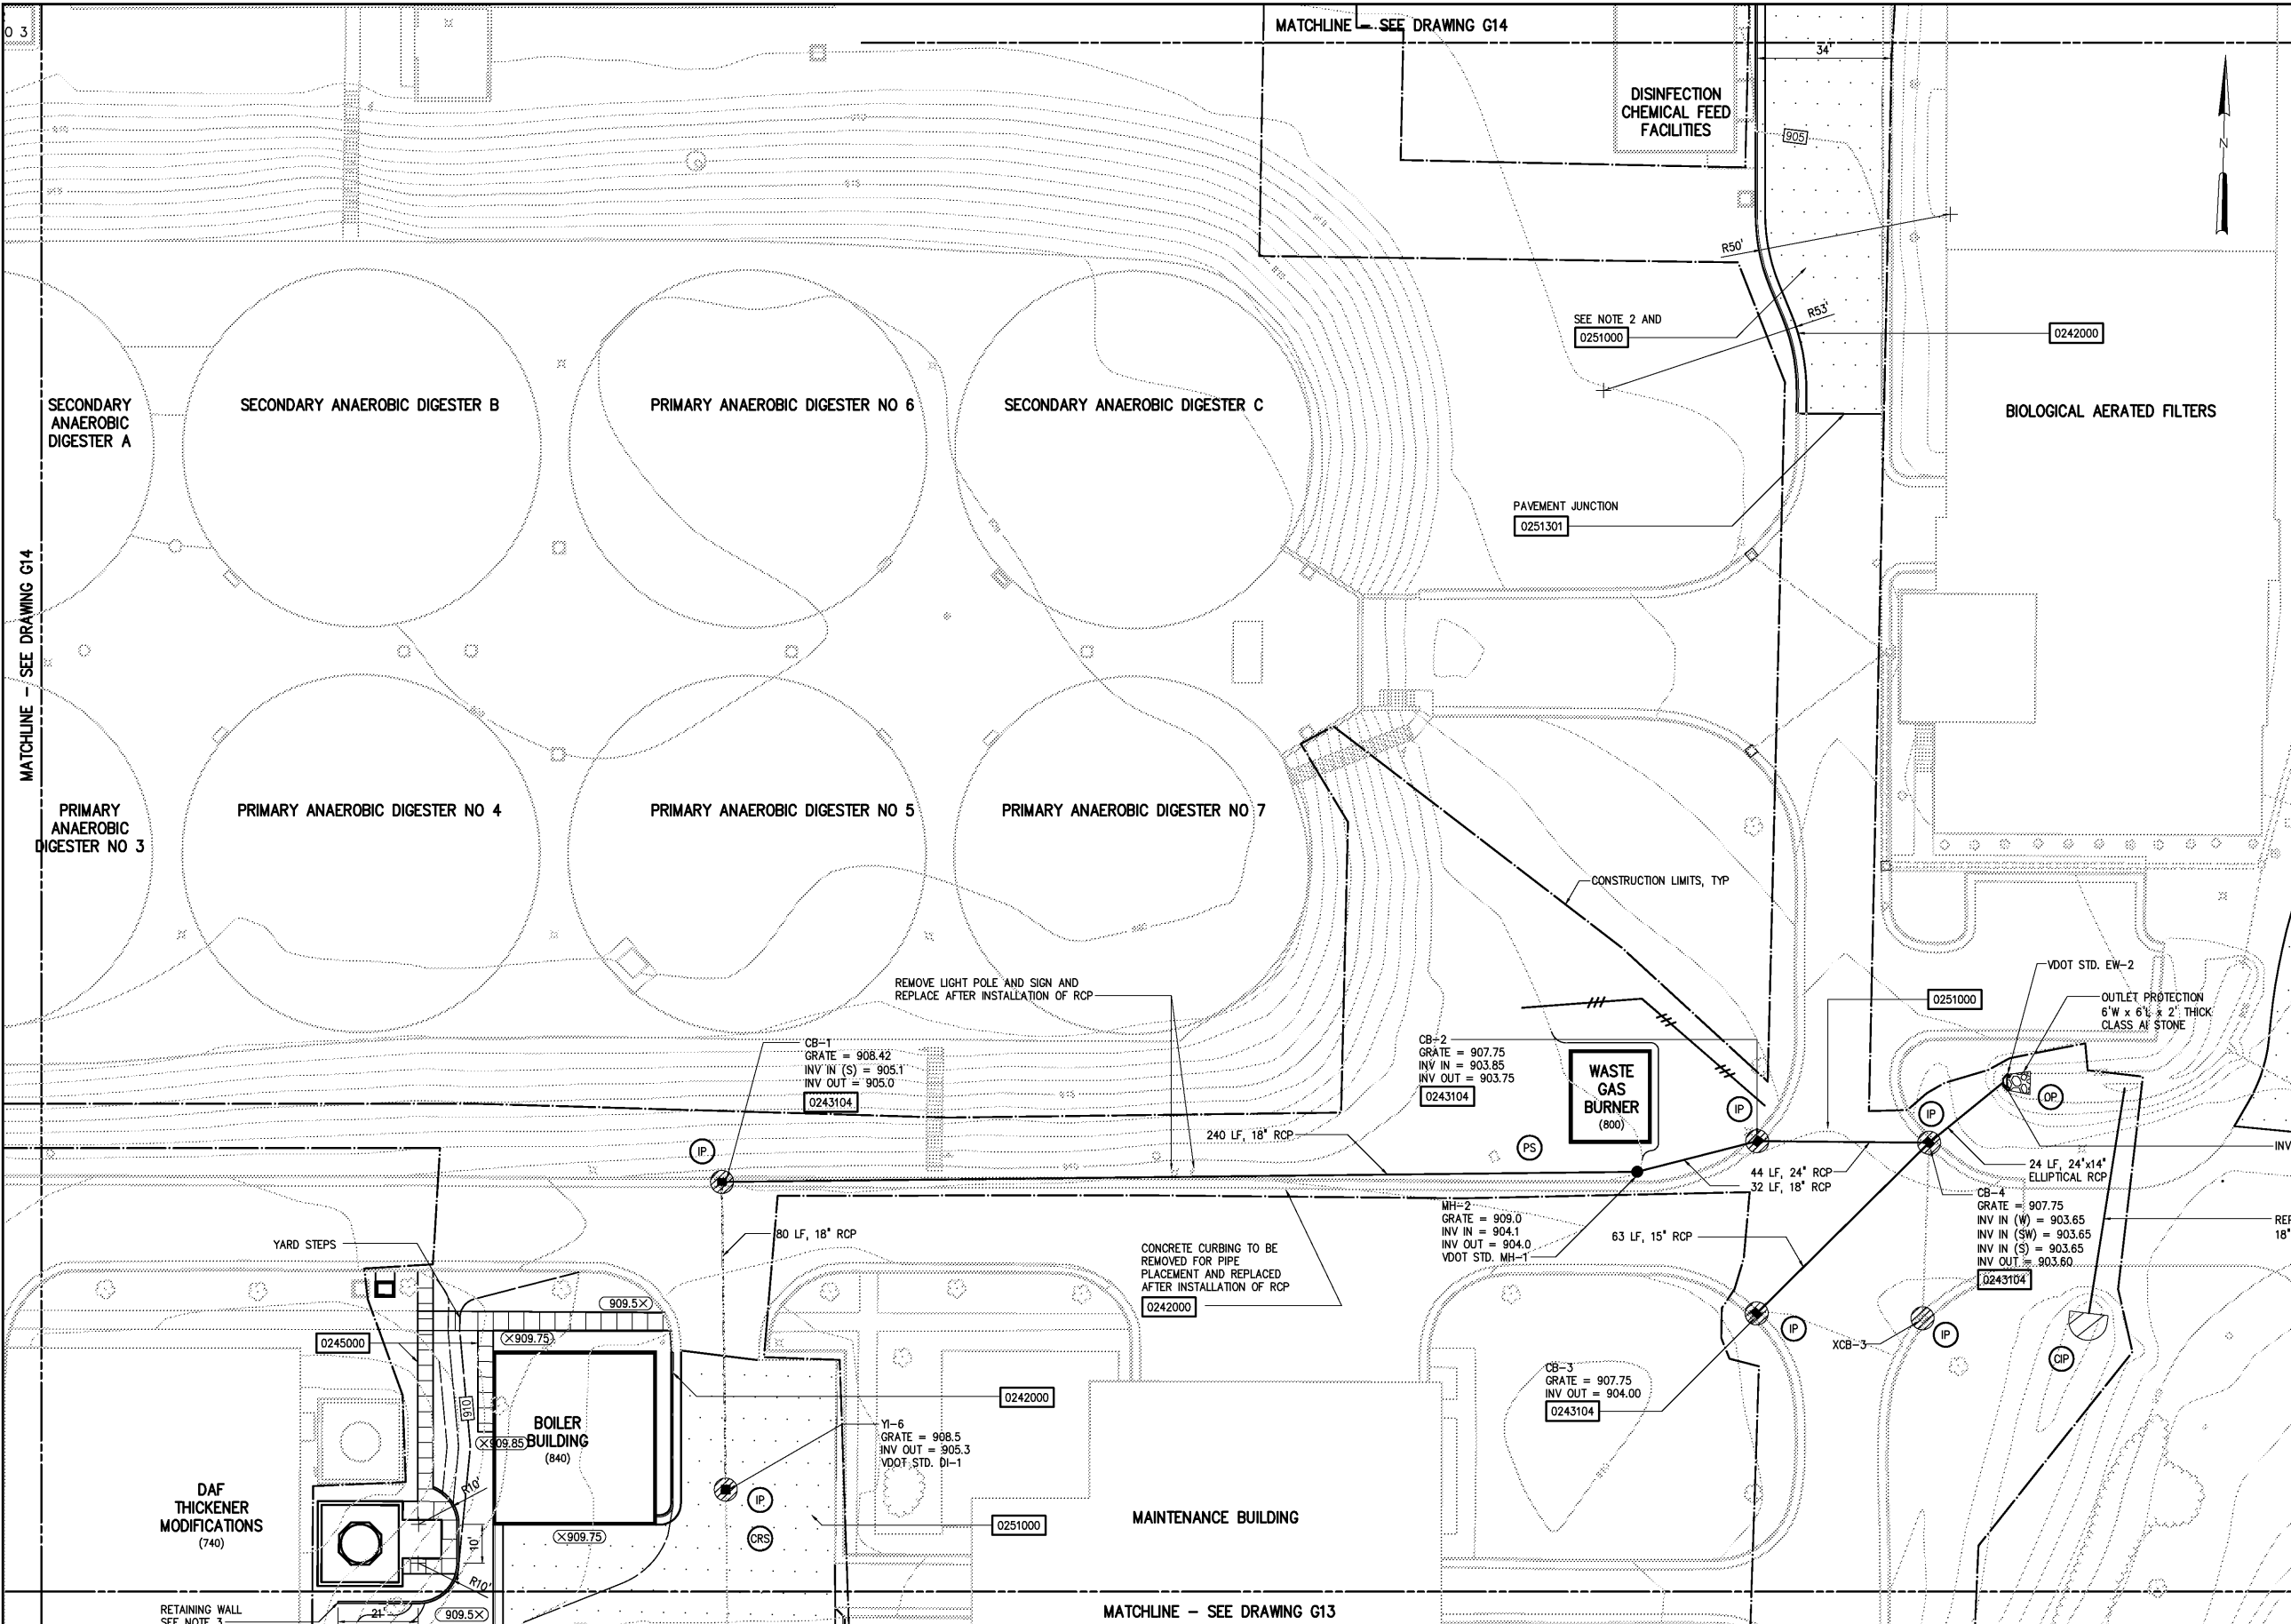 O 3
MATCHLINE - SEE DRAWING G14
34'
DISINFECTION
CHEMICAL FEED
FACILITIES
905
N
R50'
R53'
SEE NOTE 2 AND
0251000
0242000
SECONDARY
ANAEROBIC
DIGESTER A
SECONDARY ANAEROBIC DIGESTER B
PRIMARY ANAEROBIC DIGESTER NO 6
SECONDARY ANAEROBIC DIGESTER C
BIOLOGICAL AERATED FILTERS
PAVEMENT JUNCTION
0251301
MATCHLINE - SEE DRAWING G14
PRIMARY
ANAEROBIC
DIGESTER NO 3
PRIMARY ANAEROBIC DIGESTER NO 4
PRIMARY ANAEROBIC DIGESTER NO 5
PRIMARY ANAEROBIC DIGESTER NO 7
CONSTRUCTION LIMITS, TYP
REMOVE LIGHT POLE AND SIGN AND
REPLACE AFTER INSTALLATION OF RCP
VDOT STD. EW-2
0251000
OUTLET PROTECTION
6'W x 6'L x 2' THICK
CLASS AI STONE
CB-1
GRATE = 908.42
INV IN (S) = 905.1
INV OUT = 905.0
0243104
CB-2
GRATE = 907.75
INV IN = 903.85
INV OUT = 903.75
0243104
WASTE
GAS
BURNER
(800)
IP
IP
OP
240 LF, 18" RCP
IP
PS
INV
44 LF, 24" RCP
32 LF, 18" RCP
24 LF, 24"x14"
ELLIPTICAL RCP
CB-4
GRATE = 907.75
INV IN (W) = 903.65
INV IN (SW) = 903.65
INV IN (S) = 903.65
INV OUT = 903.60
0243104
MH-2
GRATE = 909.0
INV IN = 904.1
INV OUT = 904.0
VDOT STD. MH-1
63 LF, 15" RCP
80 LF, 18" RCP
REP
18"
YARD STEPS
CONCRETE CURBING TO BE
REMOVED FOR PIPE
PLACEMENT AND REPLACED
AFTER INSTALLATION OF RCP
0242000
909.5X
X909.75
0245000
IP
XCB-3
IP
CIP
CB-3
GRATE = 907.75
INV OUT = 904.00
0243104
0242000
910
X909.85
BOILER
BUILDING
(840)
YI-6
GRATE = 908.5
INV OUT = 905.3
VDOT STD. DI-1
DAF
THICKENER
MODIFICATIONS
(740)
R10'
IP
CRS
0251000
MAINTENANCE BUILDING
X909.75
10'
R10'
RETAINING WALL
SEE NOTE 3
21'
909.5X
MATCHLINE - SEE DRAWING G13